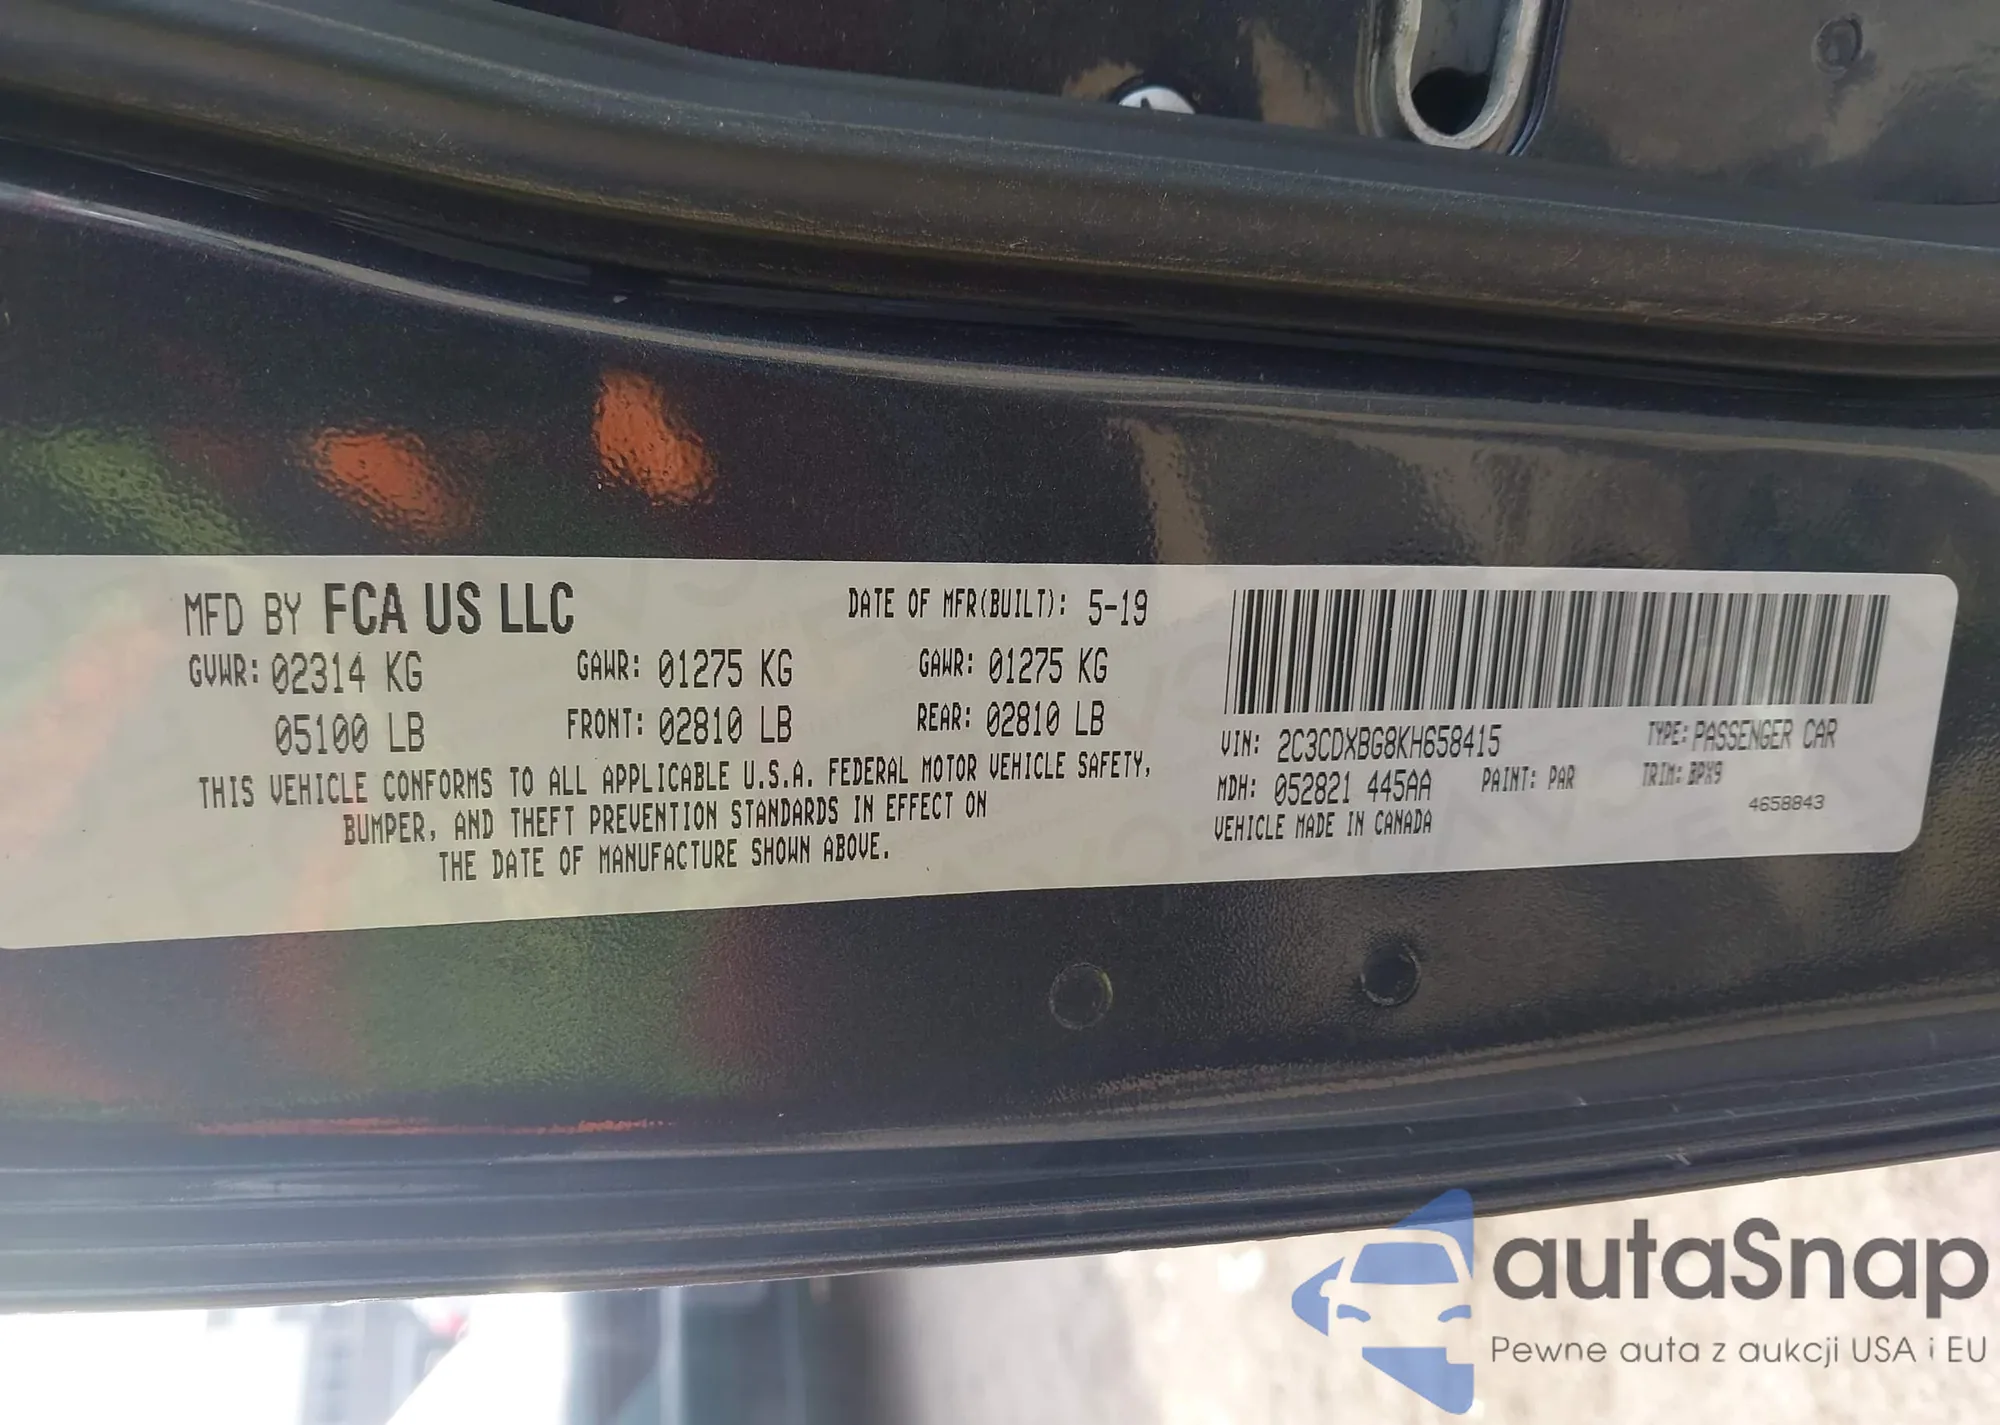 MFD BY FCA US LLC DATE OF MFR(BUILT): 5-19
GVWR: 02314 KG GAWR: 01275 KG GAWR: 01275 KG
05100 LB FRONT: 02810 LB REAR: 02810 LB
THIS VEHICLE CONFORMS TO ALL APPLICABLE U.S.A. FEDERAL MOTOR VEHICLE SAFETY,
BUMPER, AND THEFT PREVENTION STANDARDS IN EFFECT ON
THE DATE OF MANUFACTURE SHOWN ABOVE.
VIN: 2C3CDXBG8KH658415 TYPE: PASSENGER CAR
MDH: 052821 445AA PAINT: PAR TRIM: BPX9
VEHICLE MADE IN CANADA 4658843
autaSnap
Pewne auta z aukcji USA i EU